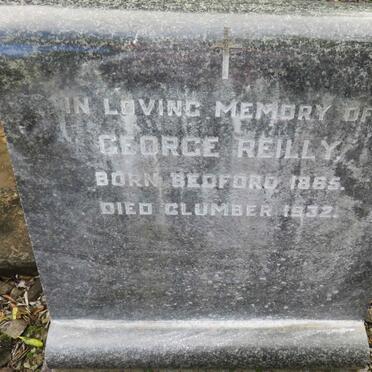 IN LOVING MEMORY OF
GEORGE REILLY.
BORN BEDFORD 1865.
DIED CLUMBER 1932.